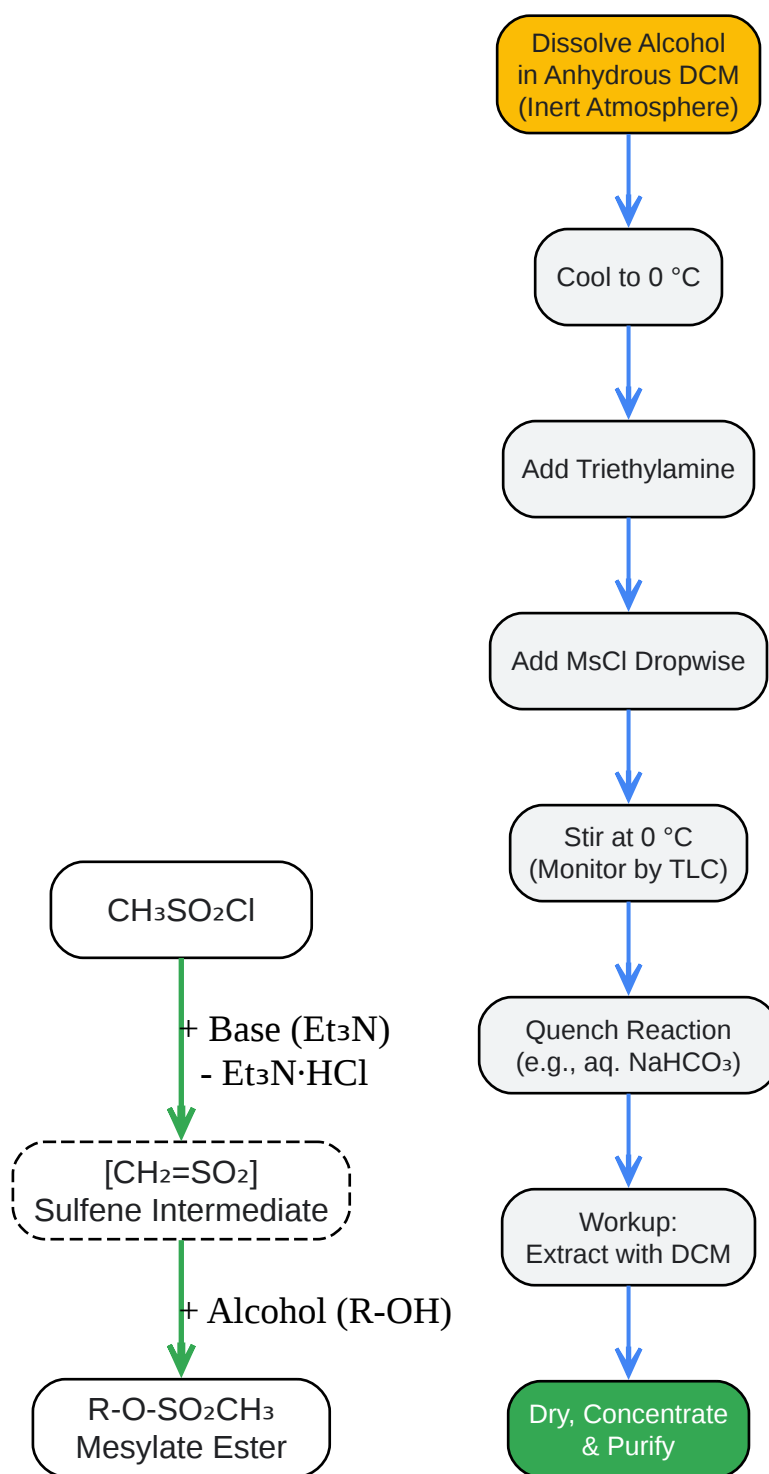 Dissolve Alcohol
in Anhydrous DCM
(Inert Atmosphere)
Cool to 0 °C
Add Triethylamine
Add MsCl Dropwise
Stir at 0 °C
(Monitor by TLC)
Quench Reaction
(e.g., aq. NaHCO₃)
Workup:
Extract with DCM
Dry, Concentrate
& Purify
CH₃SO₂Cl
+ Base (Et₃N)
- Et₃N·HCl
[CH₂=SO₂]
Sulfene Intermediate
+ Alcohol (R-OH)
R-O-SO₂CH₃
Mesylate Ester